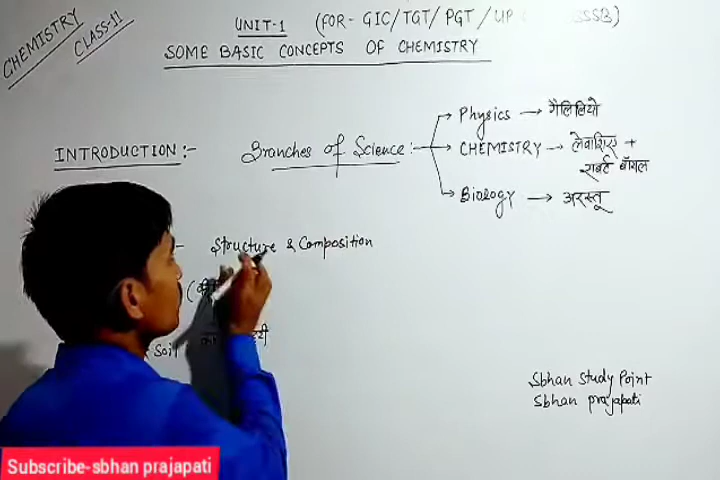 CHEMISTRY
CLASS-11
UNIT-1 (FOR- GIC/TGT/PGT/UP
SOME BASIC CONCEPTS OF CHEMISTRY
INTRODUCTION:- Branches of Science:-
Physics → गैलिलियो
CHEMISTRY → लेवाशिए +
राबर्ट बॉयल
Biology → अरस्तू
Structure & Composition
Soil
Sbhan Study Point
Sbhan prajapati
Subscribe-sbhan prajapati